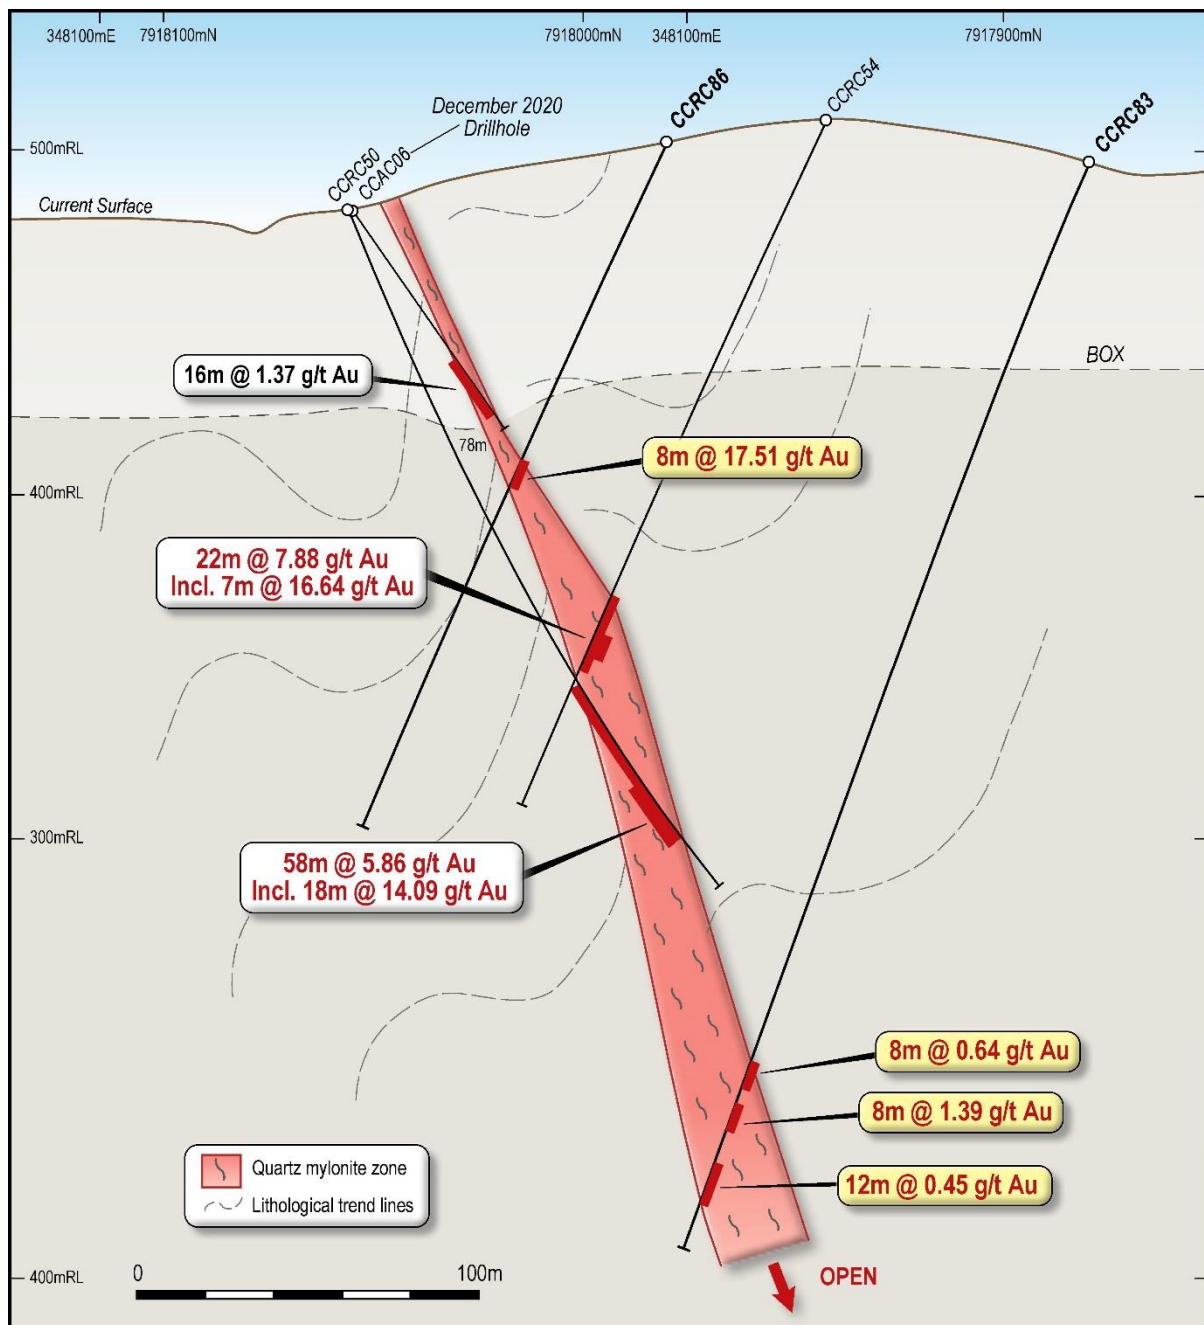 348100mE
7918100mN
7918000mN
348100mE
7917900mN
December 2020
Drillhole
CCRC86
CCRC54
CCRC83
500mRL
CCRC50
CCAC06
Current Surface
16m @ 1.37 g/t Au
BOX
78m
8m @ 17.51 g/t Au
400mRL
22m @ 7.88 g/t Au
Incl. 7m @ 16.64 g/t Au
300mRL
58m @ 5.86 g/t Au
Incl. 18m @ 14.09 g/t Au
8m @ 0.64 g/t Au
8m @ 1.39 g/t Au
12m @ 0.45 g/t Au
Quartz mylonite zone
Lithological trend lines
400mRL
0
100m
OPEN